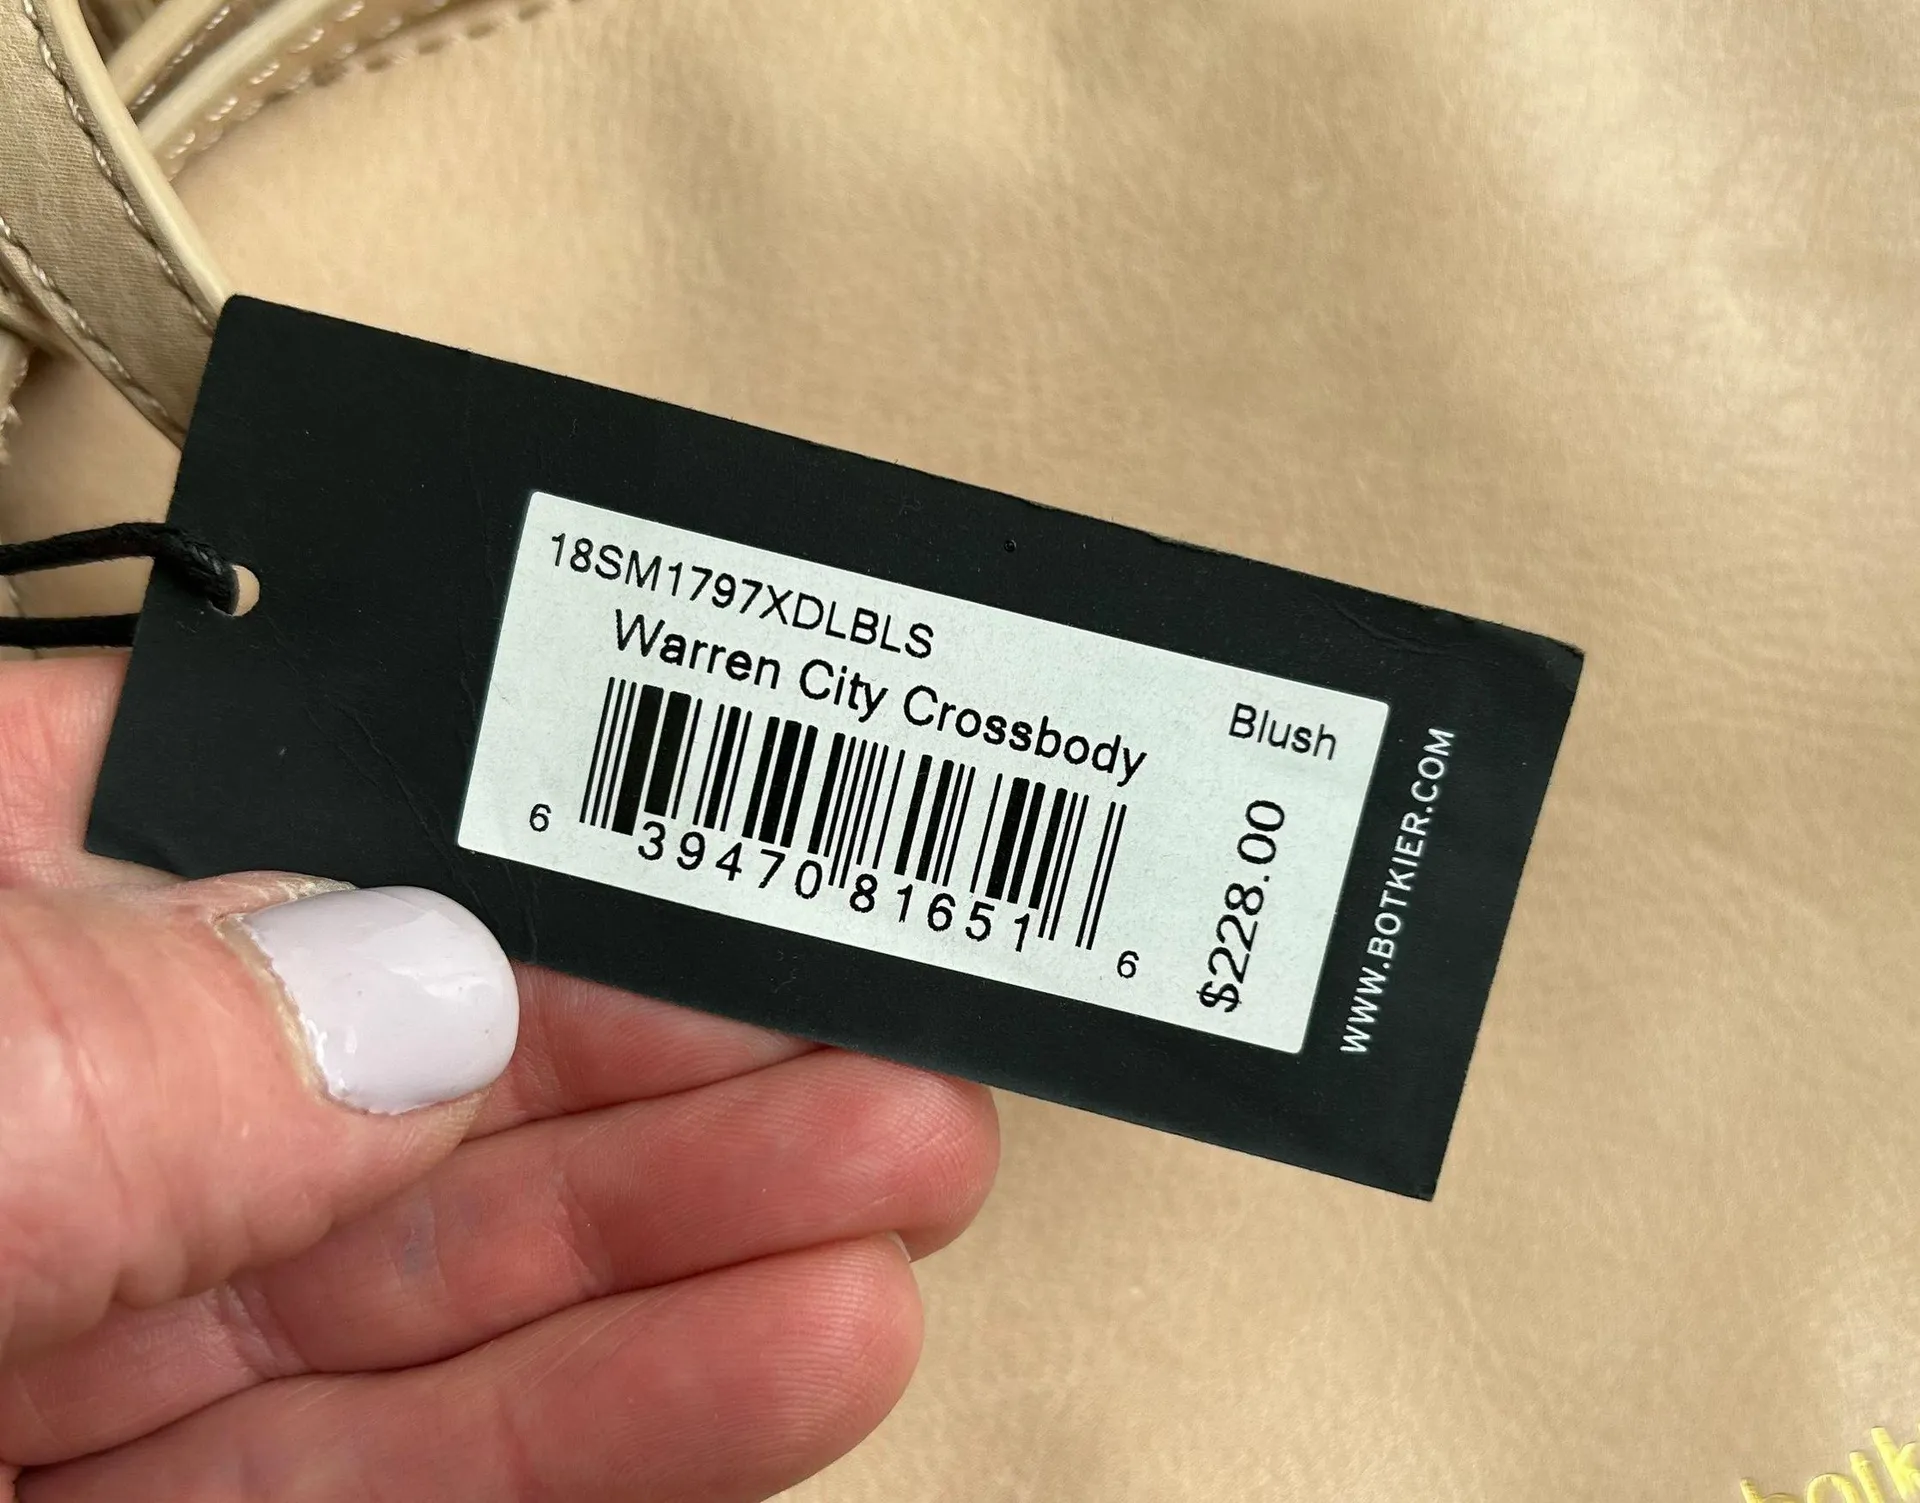 18SM1797XDLBLS
Warren City Crossbody
Blush
6 39470 81651 6
$228.00
WWW.BOTKIER.COM